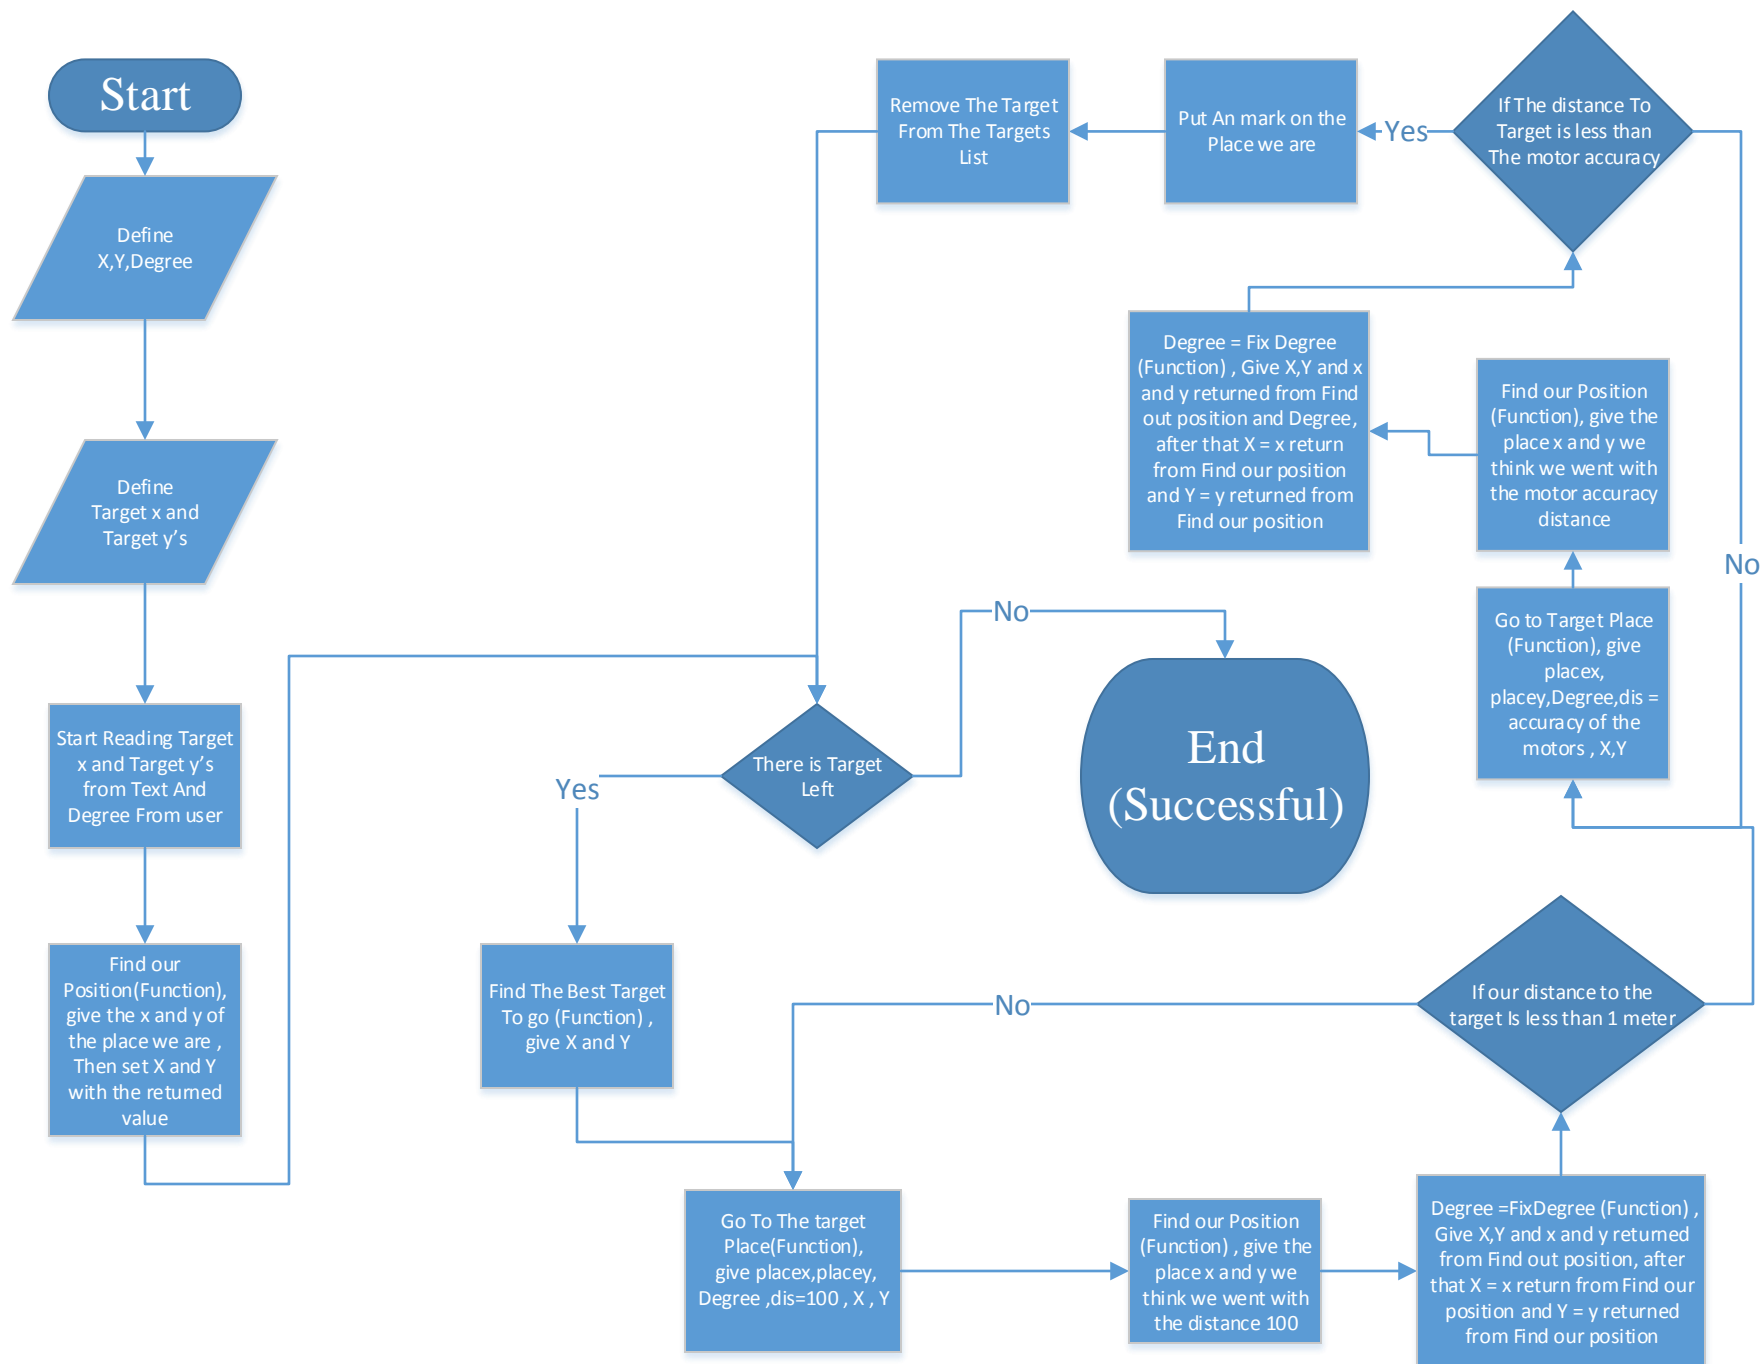 Start
Define
X,Y,Degree
Define
Target x and
Target y's
Start Reading Target
x and Target y's
from Text And
Degree From user
Find our
Position(Function),
give the x and y of
the place we are ,
Then set X and Y
with the returned
value
There is Target
Left
No
End
(Successful)
Yes
Find The Best Target
To go (Function) ,
give X and Y
Go To The target
Place(Function),
give placex,placey,
Degree ,dis=100 , X , Y
Find our Position
(Function) , give the
place x and y we
think we went with
the distance 100
Degree =FixDegree (Function) ,
Give X,Y and x and y returned
from Find out position, after
that X = x return from Find our
position and Y = y returned
from Find our position
If our distance to the
target Is less than 1 meter
No
Go to Target Place
(Function), give
placex,
placey,Degree,dis =
accuracy of the
motors , X,Y
Find our Position
(Function), give the
place x and y we
think we went with
the motor accuracy
distance
Degree = Fix Degree
(Function) , Give X,Y and x
and y returned from Find
out position and Degree,
after that X = x return
from Find our position
and Y = y returned from
Find our position
If The distance To
Target is less than
The motor accuracy
No
Yes
Put An mark on the
Place we are
Remove The Target
From The Targets
List